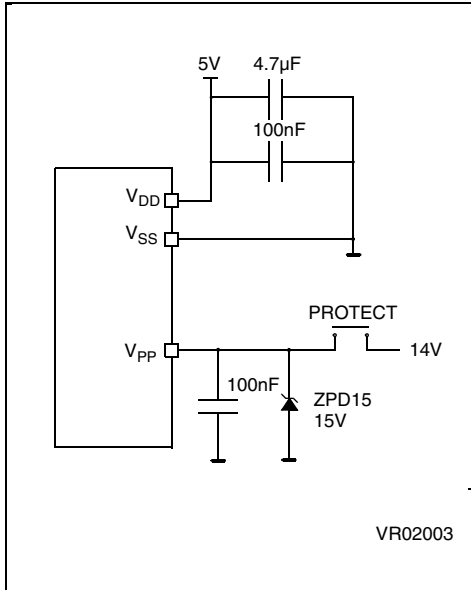 5V 4.7µF
100nF
VDD
VSS
PROTECT
VPP
14V
100nF
ZPD15
15V
VR02003